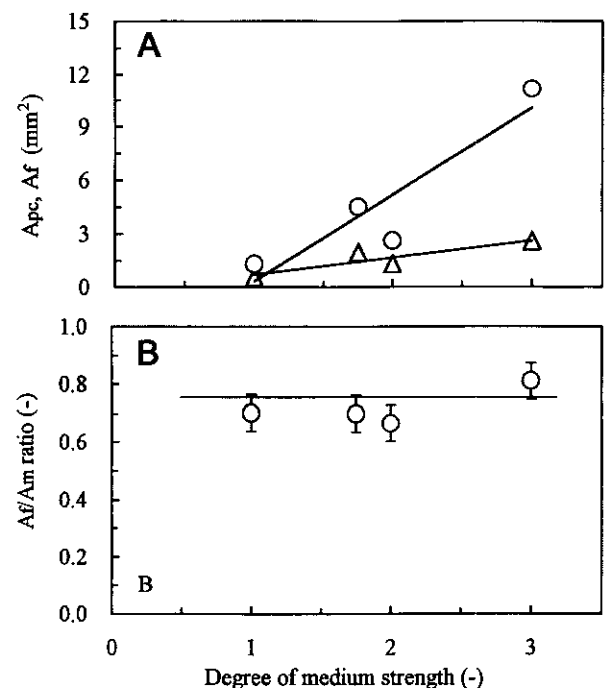 A
15
12
9
6
3
0
Apc, Af (mm²)
B
1.0
0.8
0.6
0.4
0.2
0.0
Af/Am ratio (-)
B
0 1 2 3
Degree of medium strength (-)